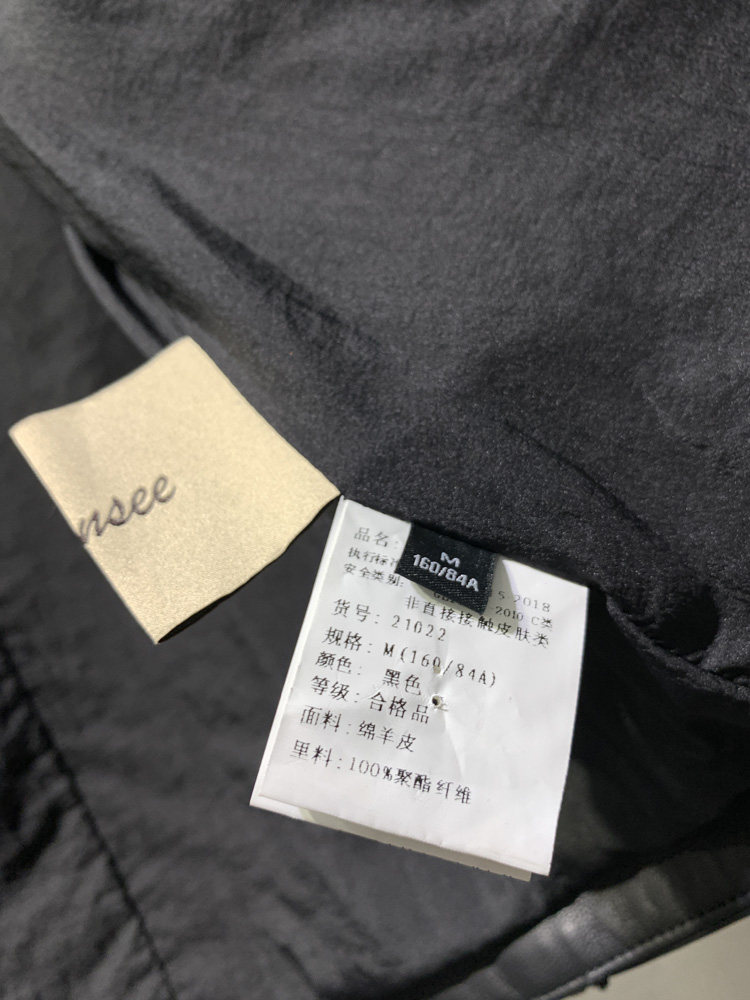 nsee
M
160/84A
品名:
执行标准
安全类别:
2018
-2010 C类
非直接接触皮肤类
货号: 21022
规格: M(160/84A)
颜色: 黑色
等级: 合格品
面料: 绵羊皮
里料: 100%聚酯纤维